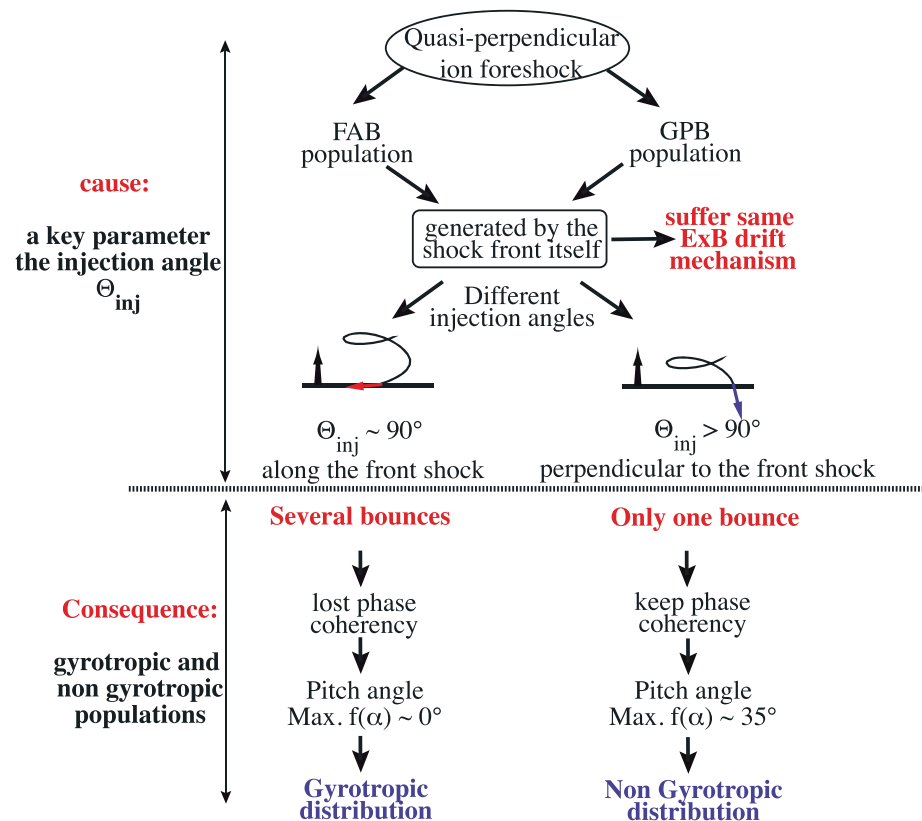 Quasi-perpendicular
ion foreshock
FAB
population
GPB
population
cause:
a key parameter
the injection angle
Θinj
generated by the
shock front itself
suffer same
ExB drift
mechanism
Different
injection angles
Θinj ~ 90°
along the front shock
Θinj > 90°
perpendicular to the front shock
Several bounces
Only one bounce
Consequence:
gyrotropic and
non gyrotropic
populations
lost phase
coherency
keep phase
coherency
Pitch angle
Max. f(α) ~ 0°
Pitch angle
Max. f(α) ~ 35°
Gyrotropic
distribution
Non Gyrotropic
distribution